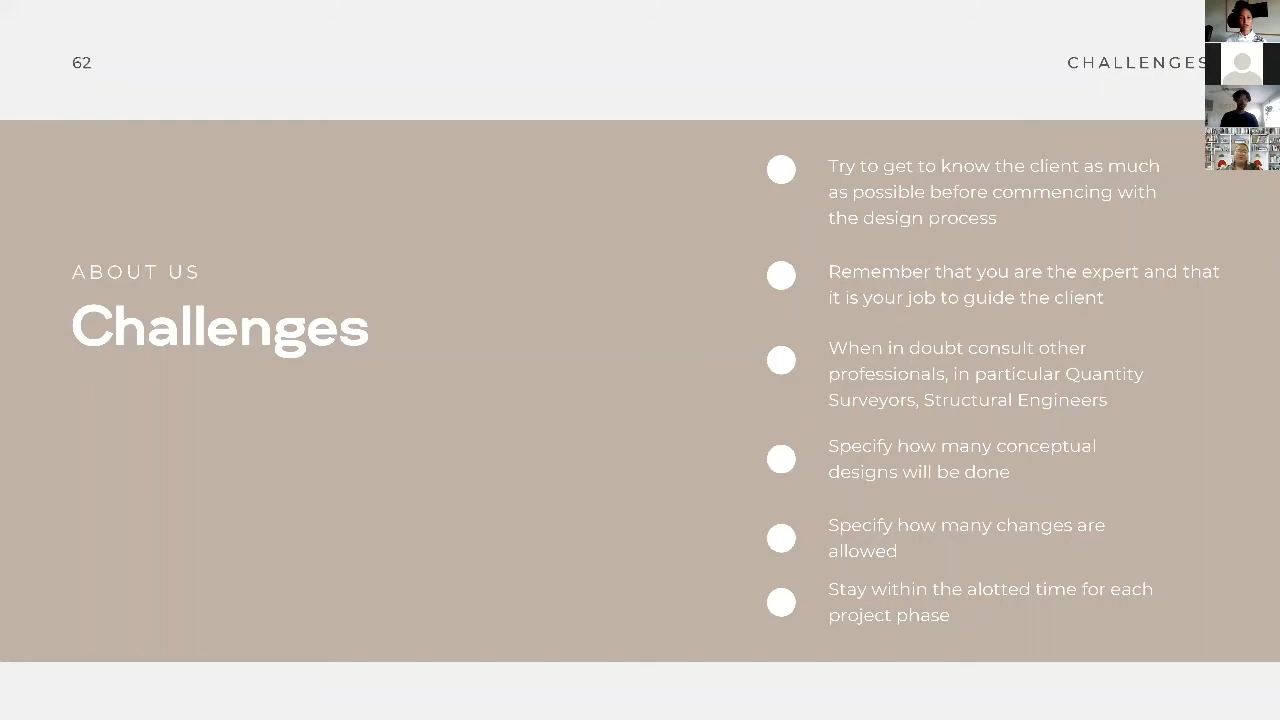 62
CHALLENGES
ABOUT US
Challenges
Try to get to know the client as much
as possible before commencing with
the design process
Remember that you are the expert and that
it is your job to guide the client
When in doubt consult other
professionals, in particular Quantity
Surveyors, Structural Engineers
Specify how many conceptual
designs will be done
Specify how many changes are
allowed
Stay within the alotted time for each
project phase